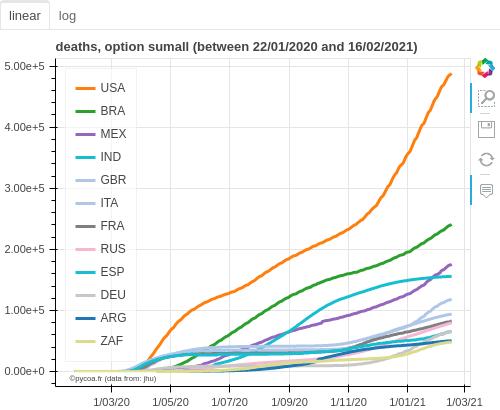 linear log
deaths, option sumall (between 22/01/2020 and 16/02/2021)
5.00e+5
4.00e+5
3.00e+5
2.00e+5
1.00e+5
0.00e+0
USA
BRA
MEX
IND
GBR
ITA
FRA
RUS
ESP
DEU
ARG
ZAF
©pycoa.fr (data from: jhu)
1/03/20 1/05/20 1/07/20 1/09/20 1/11/20 1/01/21 1/03/21